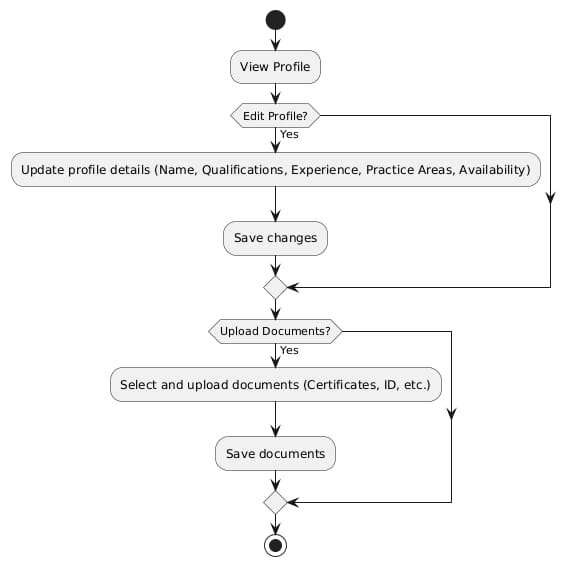 View Profile
Edit Profile?
Yes
Update profile details (Name, Qualifications, Experience, Practice Areas, Availability)
Save changes
Upload Documents?
Yes
Select and upload documents (Certificates, ID, etc.)
Save documents